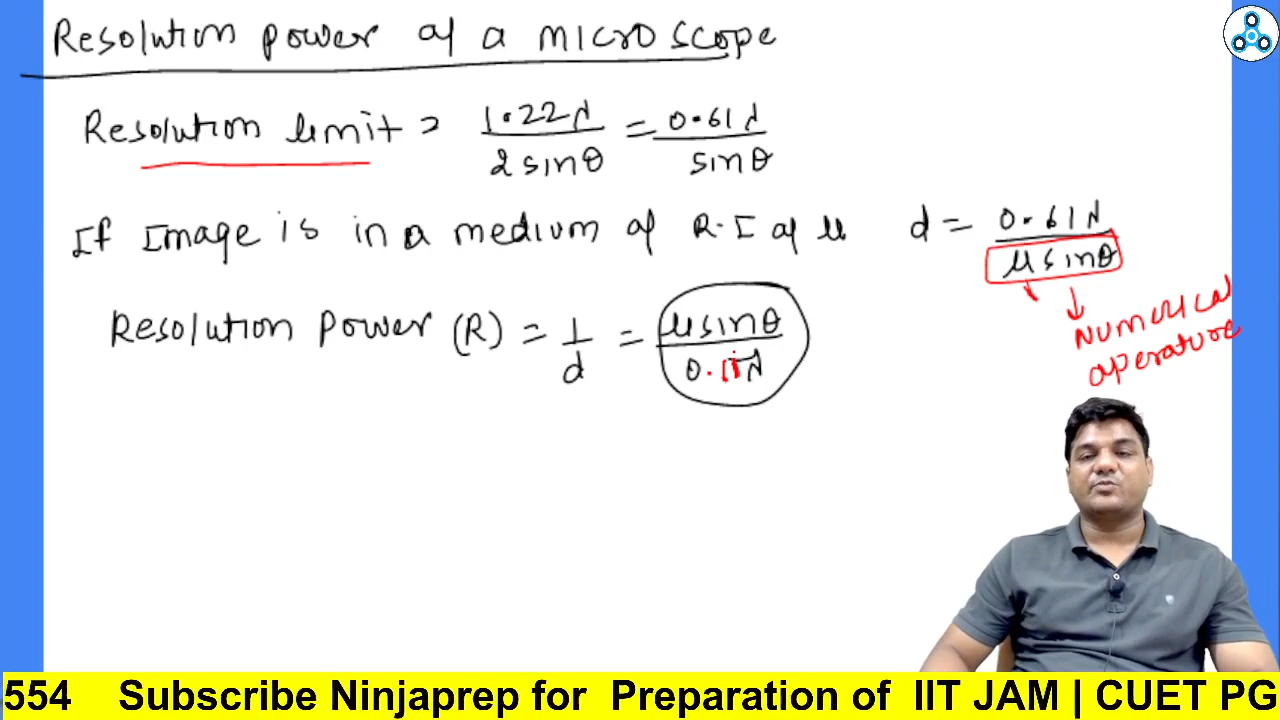 Resolution power of a microscope
Resolution limit = 1.22λ / 2 sinθ = 0.61λ / sinθ
If Image is in a medium of R.I of μ d = 0.61λ / μ sinθ
Numerical aperature
Resolution Power (R) = 1/d = μ sinθ / 0. λ
554 Subscribe Ninjaprep for Preparation of IIT JAM | CUET PG